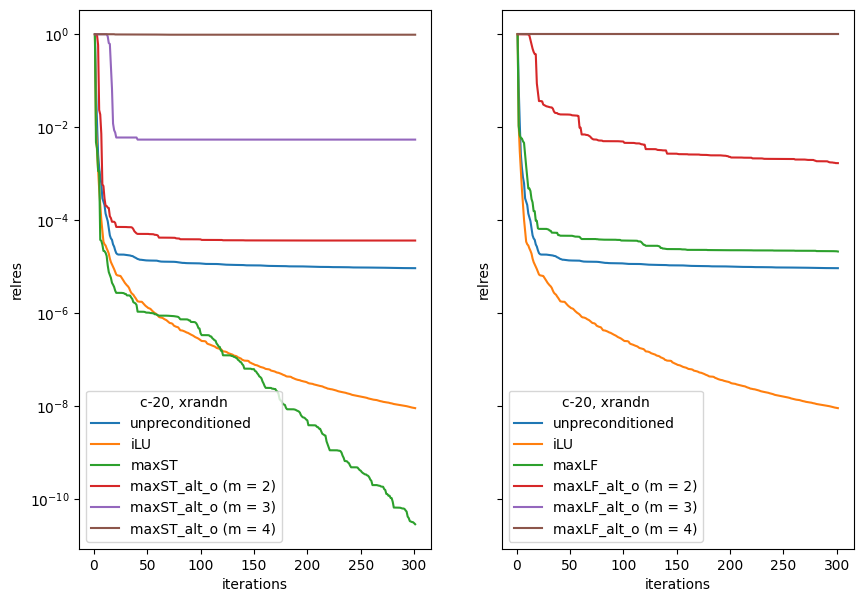 10⁰
10⁻²
10⁻⁴
10⁻⁶
10⁻⁸
10⁻¹⁰
relres
c-20, xrandn
unpreconditioned
iLU
maxST
maxST_alt_o (m = 2)
maxST_alt_o (m = 3)
maxST_alt_o (m = 4)
0 50 100 150 200 250 300
iterations
relres
c-20, xrandn
unpreconditioned
iLU
maxLF
maxLF_alt_o (m = 2)
maxLF_alt_o (m = 3)
maxLF_alt_o (m = 4)
0 50 100 150 200 250 300
iterations